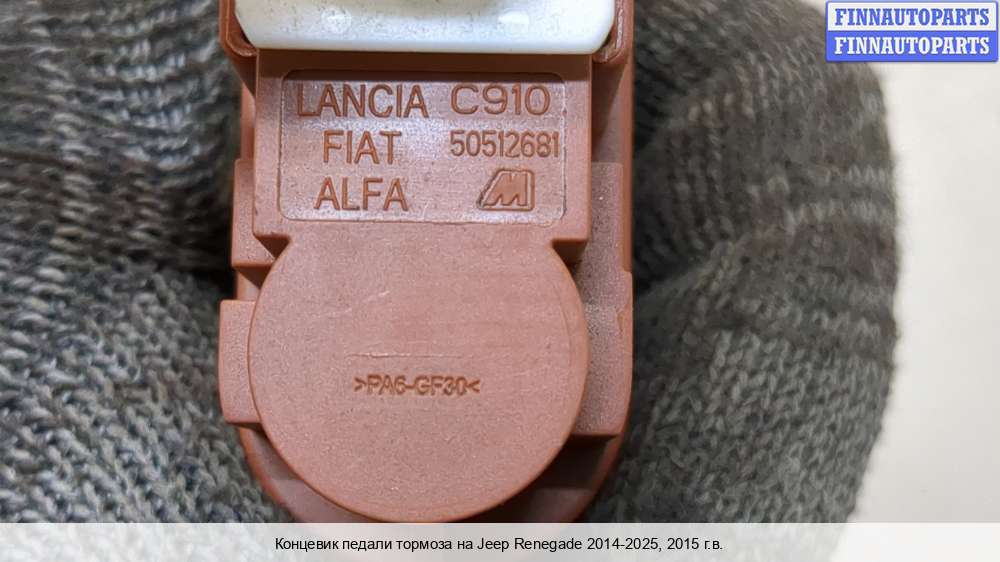 FINNAUTOPARTS
FINNAUTOPARTS
LANCIA C910
FIAT 50512681
ALFA M
>PA6-GF30<
Концевик педали тормоза на Jeep Renegade 2014-2025, 2015 г.в.